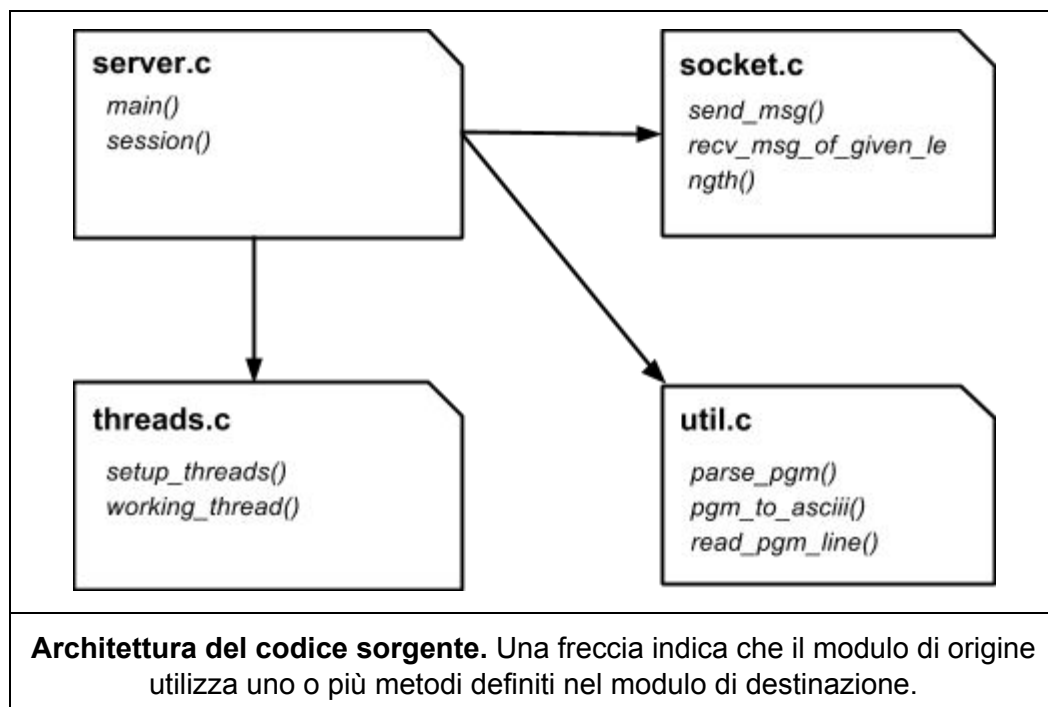 server.c
main()
session()
socket.c
send_msg()
recv_msg_of_given_le
ngth()
threads.c
setup_threads()
working_thread()
util.c
parse_pgm()
pgm_to_asciii()
read_pgm_line()
Architettura del codice sorgente. Una freccia indica che il modulo di origine
utilizza uno o più metodi definiti nel modulo di destinazione.